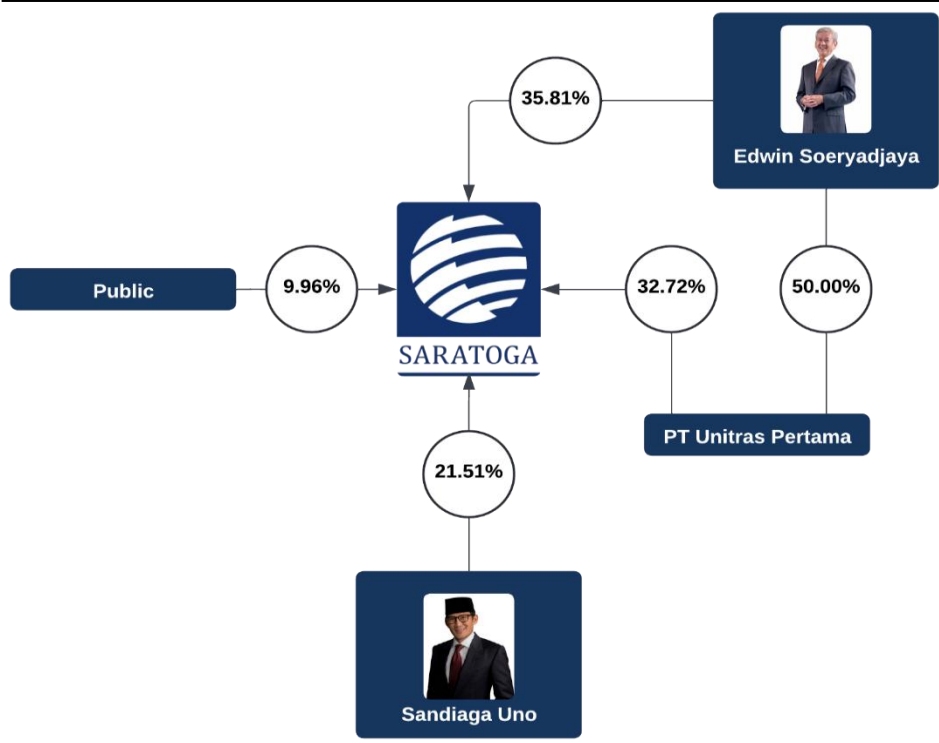 35.81%
Edwin Soeryadjaya
Public
9.96%
SARATOGA
32.72%
50.00%
PT Unitras Pertama
21.51%
Sandiaga Uno